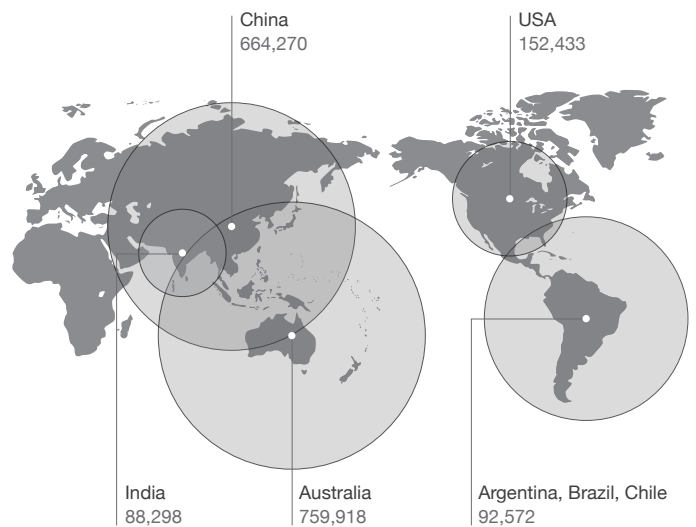 China
664,270
USA
152,433
India
88,298
Australia
759,918
Argentina, Brazil, Chile
92,572